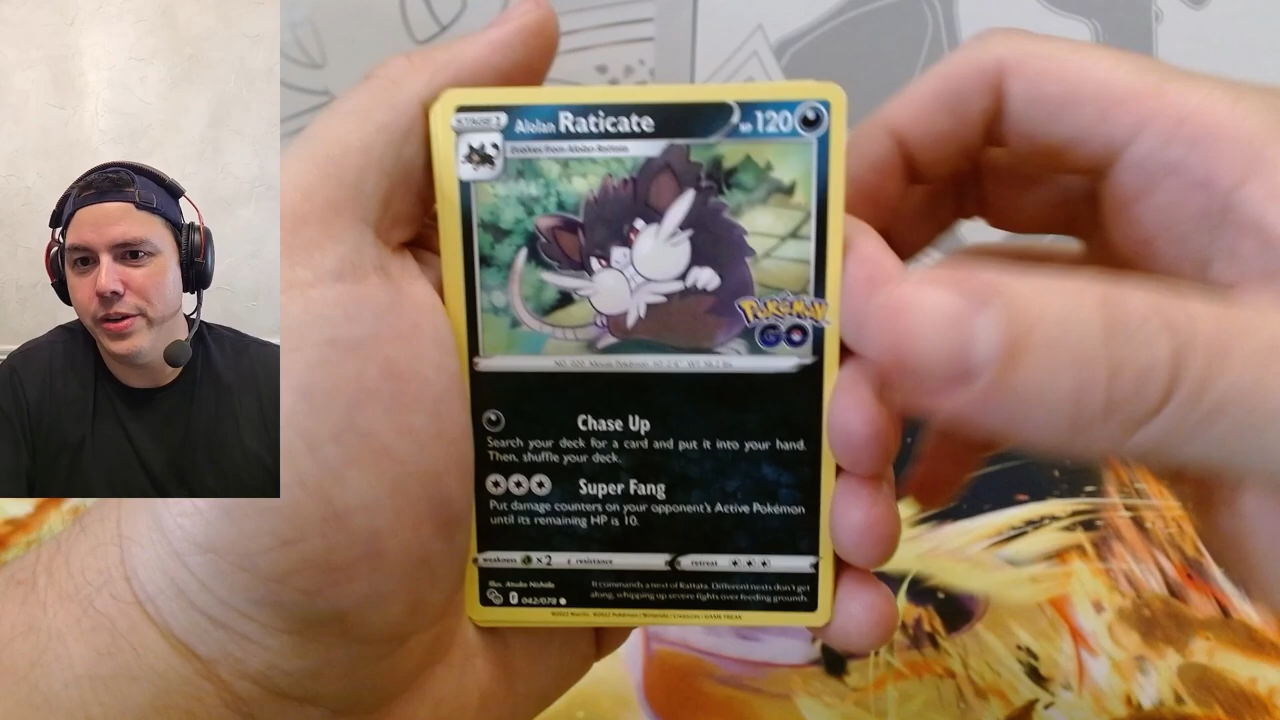 STAGE 1
Alolan Raticate HP 120
Evolves from Alolan Rattata
POKéMON
GO
Chase Up
Search your deck for a card and put it into your hand.
Then, shuffle your deck.
Super Fang
Put damage counters on your opponent's Active Pokémon
until its remaining HP is 10.
weakness ×2 resistance retreat
Illus. Atsuko Nishida
It commands a nest of Rattata. Different nests don't get
042/078 along, whipping up severe fights over feeding grounds.